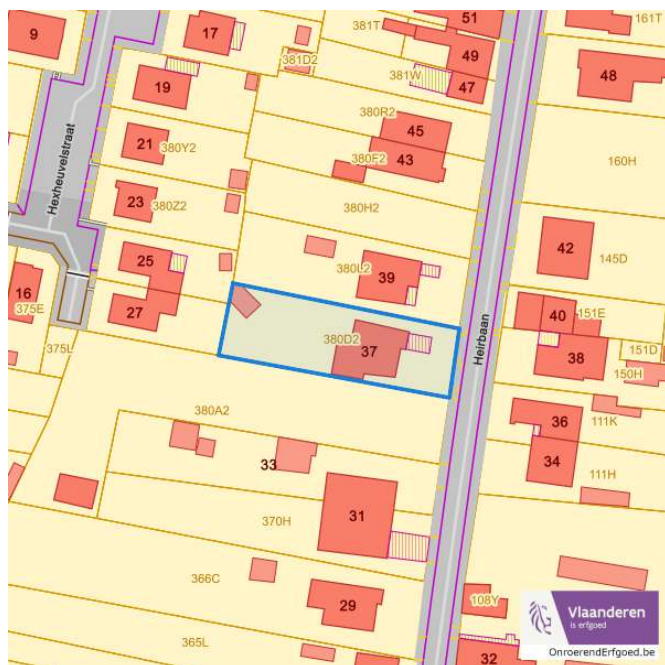 51
161T
9
17
381T
49
381D2
48
381W
47
19
380R2
45
21
380Y2
43
380F2
160H
Hexheuvelstraat
23
380Z2
380H2
42
145D
25
380L2
39
16
375E
27
40
151E
380D2
37
Heirbaan
38
151D
150H
375L
380A2
36
111K
33
34
111H
370H
31
366C
108Y
29
365L
32
Vlaanderen
is erfgoed
OnroerendErfgoed.be